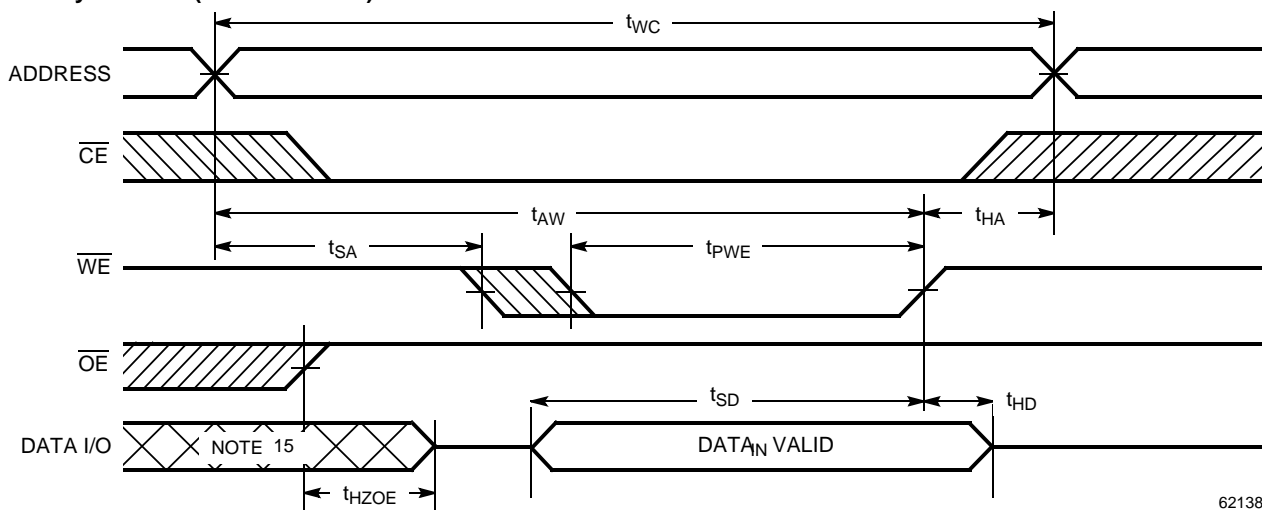 tWC
ADDRESS
CE
tAW
tHA
tSA
tPWE
WE
OE
tSD
tHD
DATA I/O
NOTE 15
DATAIN VALID
tHZOE
62138